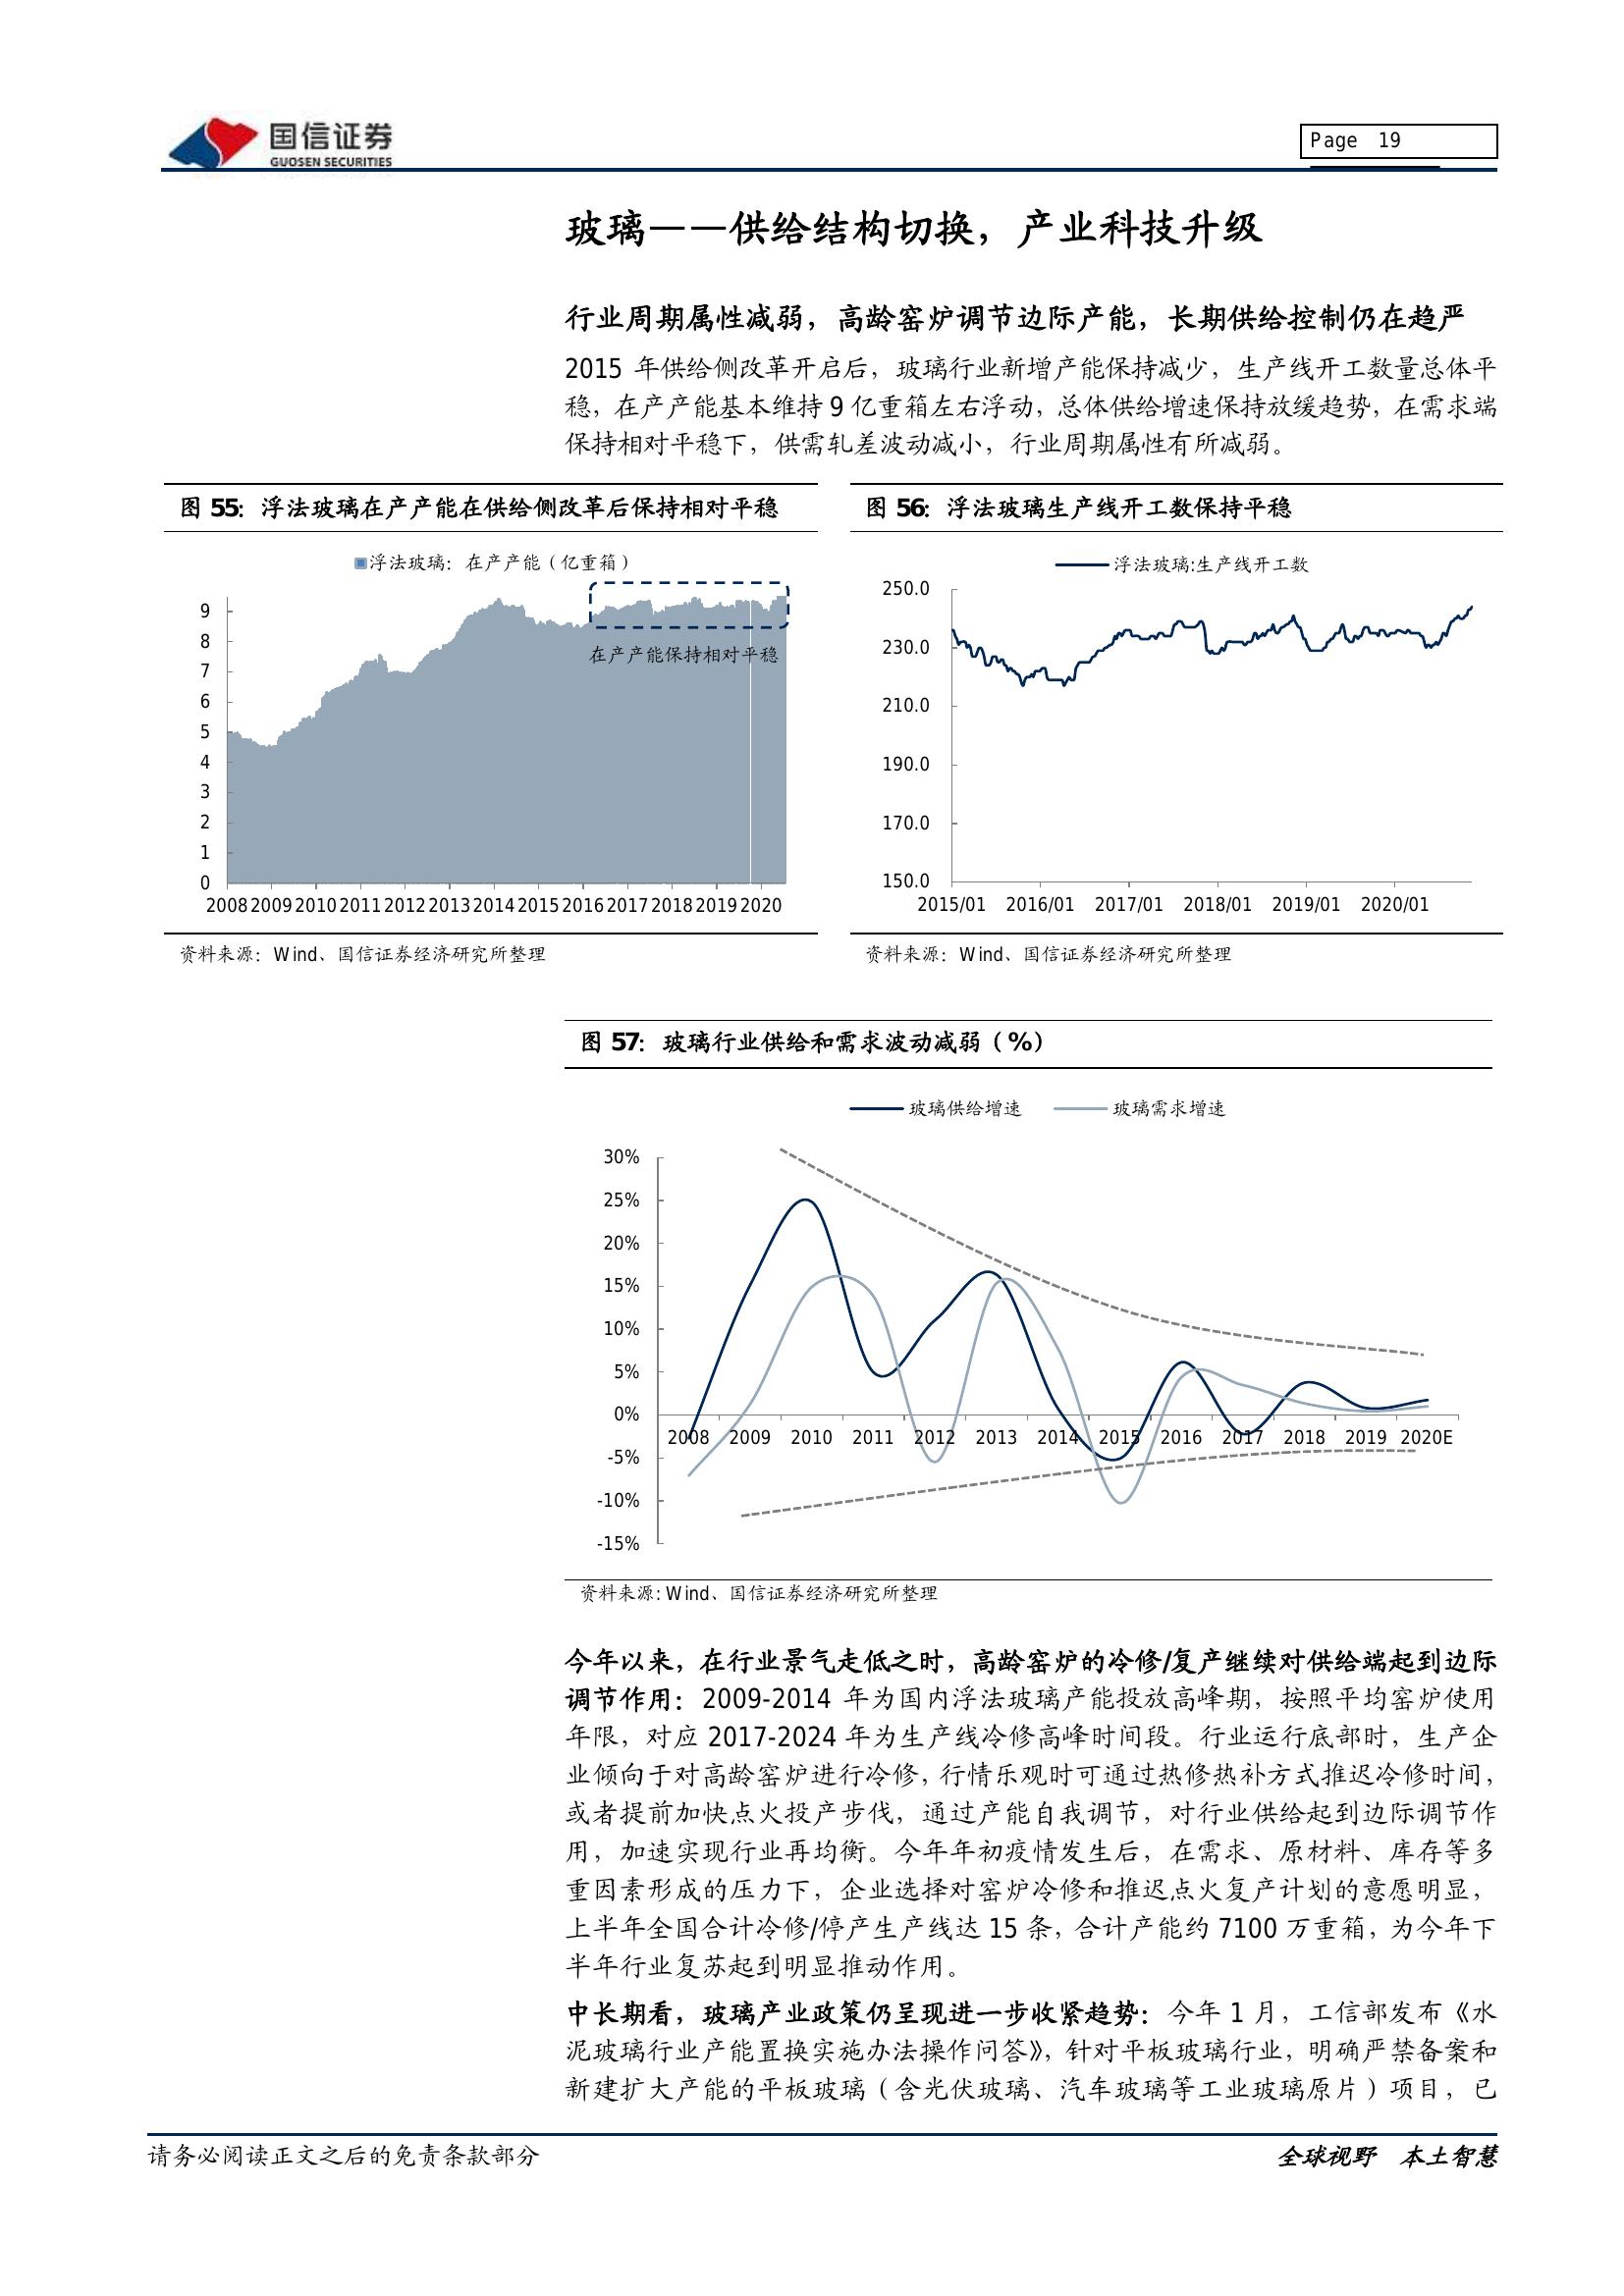 国信证券
GUOSEN SECURITIES
Page 19
玻璃——供给结构切换，产业科技升级
行业周期属性减弱，高龄窑炉调节边际产能，长期供给控制仍在趋严
2015 年供给侧改革开启后，玻璃行业新增产能保持减少，生产线开工数量总体平
稳，在产产能基本维持 9 亿重箱左右浮动，总体供给增速保持放缓趋势，在需求端
保持相对平稳下，供需轧差波动减小，行业周期属性有所减弱。
图 55：浮法玻璃在产产能在供给侧改革后保持相对平稳
浮法玻璃：在产产能（亿重箱）
9
8
在产产能保持相对平稳
7
6
5
4
3
2
1
0
2008 2009 2010 2011 2012 2013 2014 2015 2016 2017 2018 2019 2020
资料来源：Wind、国信证券经济研究所整理
图 56：浮法玻璃生产线开工数保持平稳
浮法玻璃:生产线开工数
250.0
230.0
210.0
190.0
170.0
150.0
2015/01 2016/01 2017/01 2018/01 2019/01 2020/01
资料来源：Wind、国信证券经济研究所整理
图 57：玻璃行业供给和需求波动减弱（%）
玻璃供给增速 玻璃需求增速
30%
25%
20%
15%
10%
5%
0%
2008 2009 2010 2011 2012 2013 2014 2015 2016 2017 2018 2019 2020E
-5%
-10%
-15%
资料来源: Wind、国信证券经济研究所整理
今年以来，在行业景气走低之时，高龄窑炉的冷修/复产继续对供给端起到边际
调节作用：2009-2014 年为国内浮法玻璃产能投放高峰期，按照平均窑炉使用
年限，对应 2017-2024 年为生产线冷修高峰时间段。行业运行底部时，生产企
业倾向于对高龄窑炉进行冷修，行情乐观时可通过热修热补方式推迟冷修时间，
或者提前加快点火投产步伐，通过产能自我调节，对行业供给起到边际调节作
用，加速实现行业再均衡。今年年初疫情发生后，在需求、原材料、库存等多
重因素形成的压力下，企业选择对窑炉冷修和推迟点火复产计划的意愿明显，
上半年全国合计冷修/停产生产线达 15 条，合计产能约 7100 万重箱，为今年下
半年行业复苏起到明显推动作用。
中长期看，玻璃产业政策仍呈现进一步收紧趋势：今年 1 月，工信部发布《水
泥玻璃行业产能置换实施办法操作问答》，针对平板玻璃行业，明确严禁备案和
新建扩大产能的平板玻璃（含光伏玻璃、汽车玻璃等工业玻璃原片）项目，已
请务必阅读正文之后的免责条款部分
全球视野 本土智慧